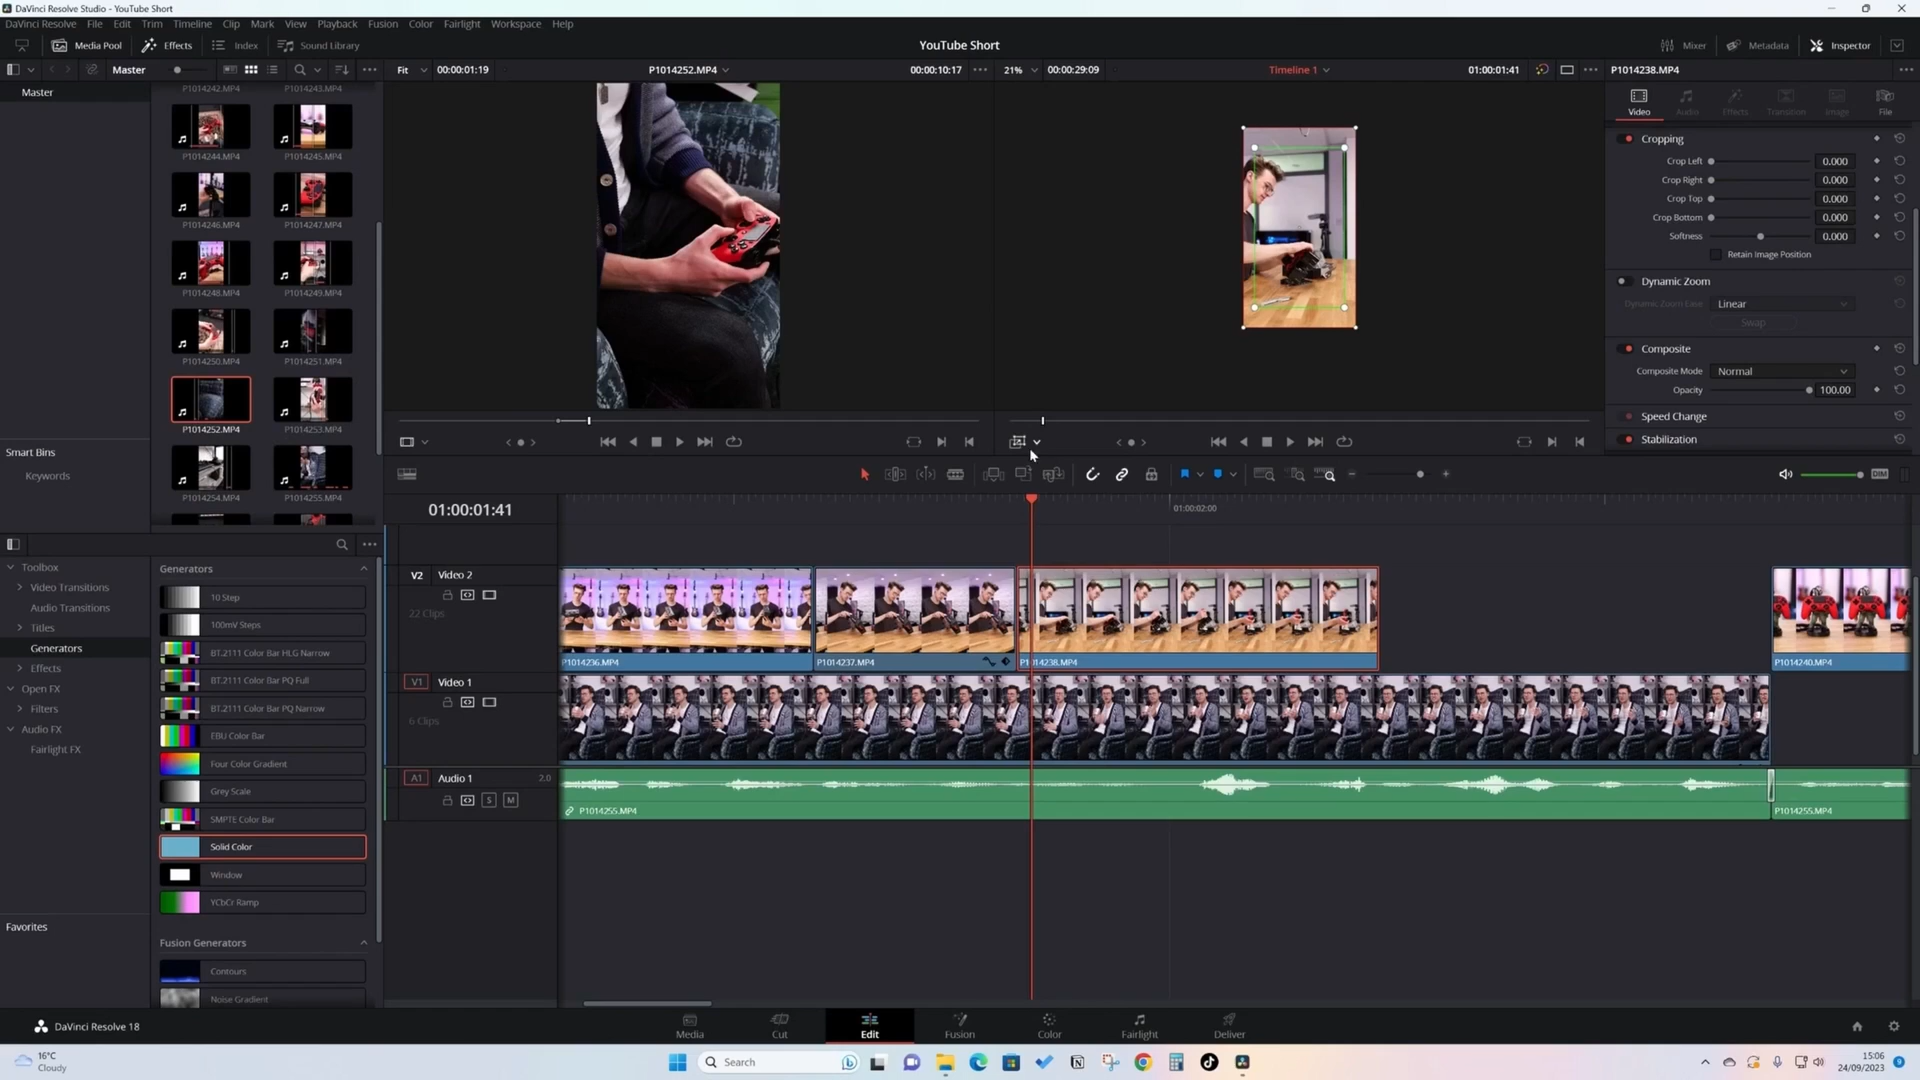 DaVinci Resolve Studio - YouTube Short
DaVinci Resolve File Edit Trim Timeline Clip Mark View Playback Fusion Color Fairlight Workspace Help
Media Pool Effects Index Sound Library YouTube Short Mixer Metadata Inspector
Master Fit 00:00:01:19 P1014252.MP4 00:00:10:17 21% 00:00:29:09 Timeline 1 01:00:01:41 P1014238.MP4
Master
P1014242.MP4 P1014243.MP4
P1014244.MP4 P1014245.MP4
P1014246.MP4 P1014247.MP4
P1014248.MP4 P1014249.MP4
P1014250.MP4 P1014251.MP4
P1014252.MP4 P1014253.MP4
P1014254.MP4 P1014255.MP4
Smart Bins
Keywords
Video Audio Effects Transition Image File
Cropping
Crop Left 0.000
Crop Right 0.000
Crop Top 0.000
Crop Bottom 0.000
Softness 0.000
Retain Image Position
Dynamic Zoom
Dynamic Zoom Ease Linear
Swap
Composite
Composite Mode Normal
Opacity 100.00
Speed Change
Stabilization
DIM
Toolbox
Video Transitions
Audio Transitions
Titles
Generators
Effects
Open FX
Filters
Audio FX
Fairlight FX
Favorites
Generators
10 Step
100mV Steps
BT.2111 Color Bar HLG Narrow
BT.2111 Color Bar PQ Full
BT.2111 Color Bar PQ Narrow
EBU Color Bar
Four Color Gradient
Grey Scale
SMPTE Color Bar
Solid Color
Window
YCbCr Ramp
Fusion Generators
Contours
Noise Gradient
01:00:01:41
01:00:02:00
V2 Video 2
22 Clips
P1014236.MP4 P1014237.MP4 P1014238.MP4 P1014240.MP4
V1 Video 1
6 Clips
A1 Audio 1 2.0
S M
P1014255.MP4 P1014255.MP4
DaVinci Resolve 18
Media Cut Edit Fusion Color Fairlight Deliver
16°C
Cloudy
Search
15:06
24/09/2023
9